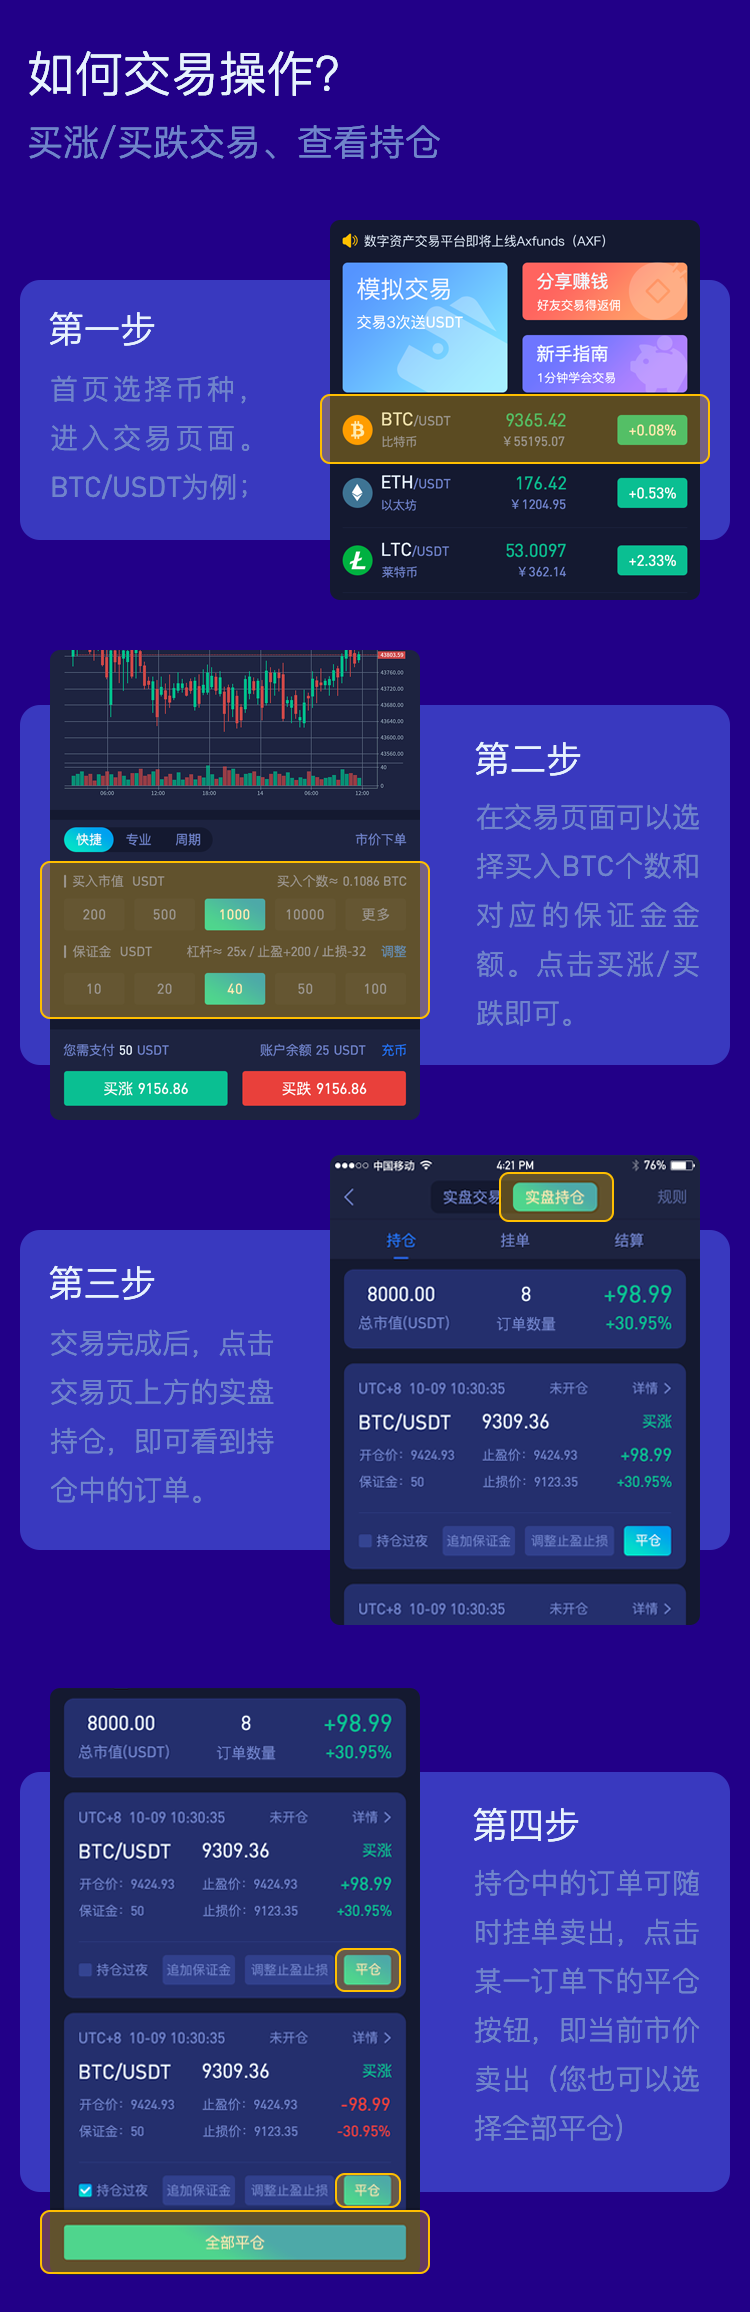 如何交易操作?
买涨/买跌交易、查看持仓
第一步
首页选择币种，
进入交易页面。
BTC/USDT为例；
数字资产交易平台即将上线Axfunds（AXF）
模拟交易
交易3次送USDT
分享赚钱
好友交易得返佣
新手指南
1分钟学会交易
BTC/USDT 9365.42 +0.08%
比特币 ￥55195.07
ETH/USDT 176.42 +0.53%
以太坊 ￥1204.95
LTC/USDT 53.0097 +2.33%
莱特币 ￥362.14
43803.59
43760.00
43720.00
43680.00
43640.00
43600.00
43560.00
40
0
06:00 12:00 18:00 14 06:00 12:00
快捷 专业 周期 市价下单
买入市值 USDT 买入个数≈ 0.1086 BTC
200 500 1000 10000 更多
保证金 USDT 杠杆≈ 25x / 止盈+200 / 止损-32 调整
10 20 40 50 100
您需支付 50 USDT 账户余额 25 USDT 充币
买涨 9156.86 买跌 9156.86
第二步
在交易页面可以选
择买入BTC个数和
对应的保证金金
额。点击买涨/买
跌即可。
第三步
交易完成后，点击
交易页上方的实盘
持仓，即可看到持
仓中的订单。
中国移动 4:21 PM 76%
实盘交易 实盘持仓 规则
持仓 挂单 结算
8000.00 8 +98.99
总市值(USDT) 订单数量 +30.95%
UTC+8 10-09 10:30:35 未开仓 详情
BTC/USDT 9309.36 买涨
开仓价：9424.93 止盈价：9424.93 +98.99
保证金：50 止损价：9123.35 +30.95%
持仓过夜 追加保证金 调整止盈止损 平仓
UTC+8 10-09 10:30:35 未开仓 详情
8000.00 8 +98.99
总市值(USDT) 订单数量 +30.95%
UTC+8 10-09 10:30:35 未开仓 详情
BTC/USDT 9309.36 买涨
开仓价：9424.93 止盈价：9424.93 +98.99
保证金：50 止损价：9123.35 +30.95%
持仓过夜 追加保证金 调整止盈止损 平仓
UTC+8 10-09 10:30:35 未开仓 详情
BTC/USDT 9309.36 买涨
开仓价：9424.93 止盈价：9424.93 -98.99
保证金：50 止损价：9123.35 -30.95%
持仓过夜 追加保证金 调整止盈止损 平仓
全部平仓
第四步
持仓中的订单可随
时挂单卖出，点击
某一订单下的平仓
按钮，即当前市价
卖出（您也可以选
择全部平仓）